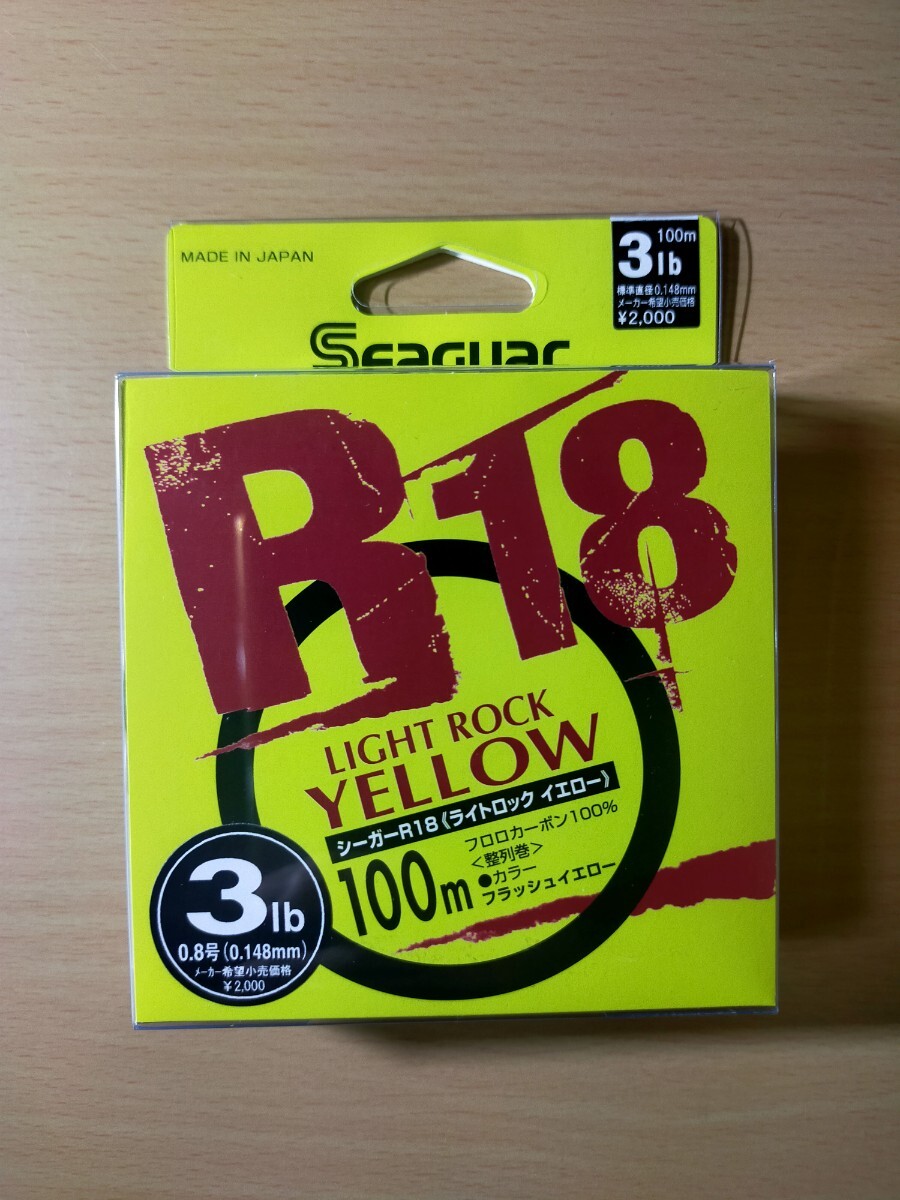 MADE IN JAPAN
100m
3lb
標準直径0.148mm
メーカー希望小売価格
¥2,000
Seaguar
R18
LIGHT ROCK
YELLOW
シーガーR18《ライトロック イエロー》
100m
フロロカーボン100%
<整列巻>
●カラー
フラッシュイエロー
3lb
0.8号(0.148mm)
メーカー希望小売価格
¥2,000